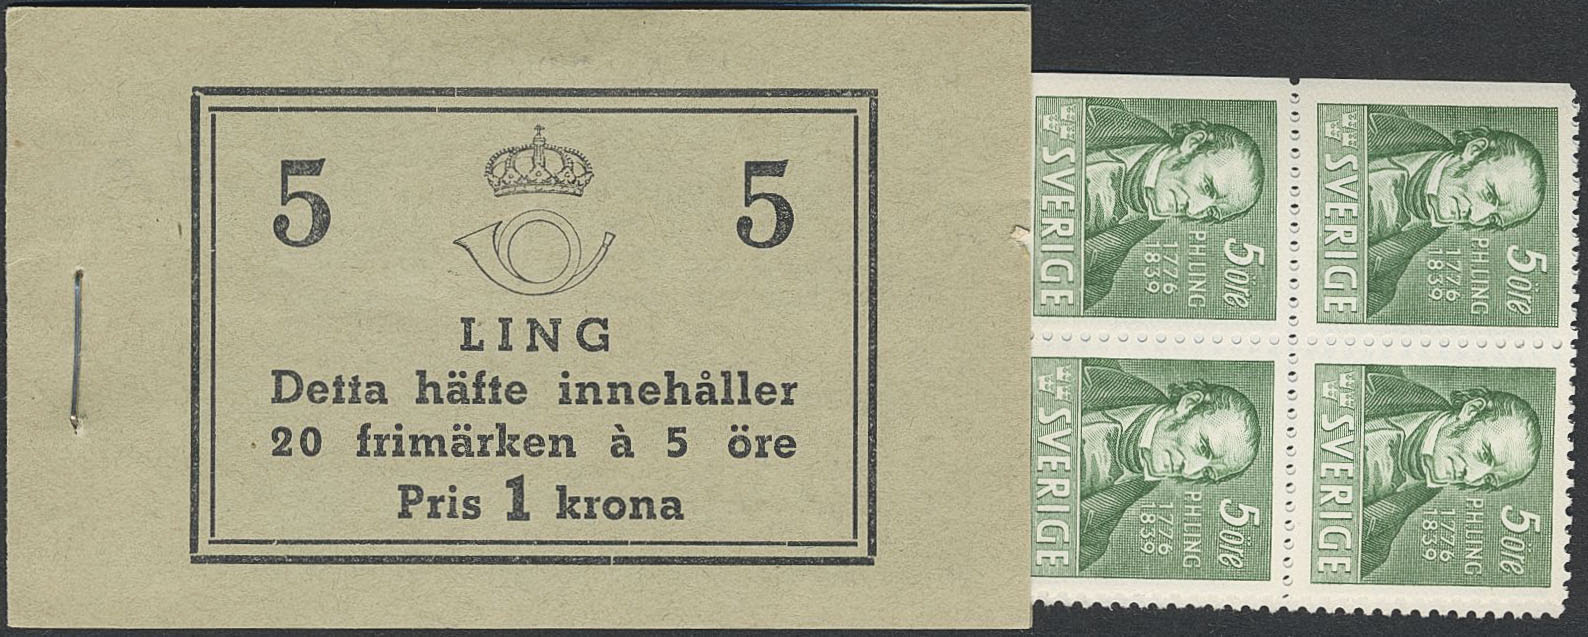 5 5
LING
Detta häfte innehåller
20 frimärken à 5 öre
Pris 1 krona
5 öre
P.H.LING
1776
1839
SVERIGE
5 öre
P.H.LING
1776
1839
SVERIGE
5 öre
P.H.LING
1776
1839
SVERIGE
5 öre
P.H.LING
1776
1839
SVERIGE